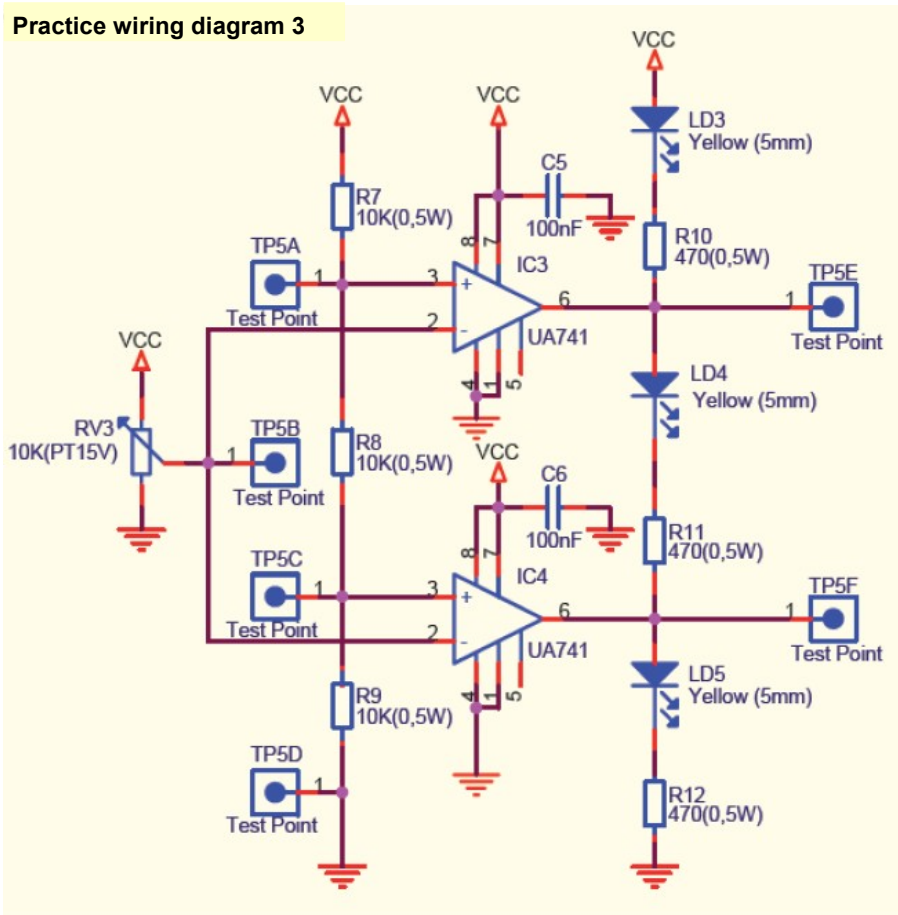 Practice wiring diagram 3
VCC
VCC
VCC
LD3
Yellow (5mm)
C5
100nF
R7
10K(0,5W)
8
7
R10
470(0,5W)
TP5A
1
Test Point
3
+
IC3
6
2
-
UA741
4
1
5
TP5E
1
Test Point
VCC
RV3
10K(PT15V)
TP5B
1
Test Point
R8
10K(0,5W)
LD4
Yellow (5mm)
VCC
C6
100nF
8
7
R11
470(0,5W)
TP5C
1
Test Point
3
+
IC4
6
2
-
UA741
4
1
5
TP5F
1
Test Point
R9
10K(0,5W)
LD5
Yellow (5mm)
TP5D
1
Test Point
R12
470(0,5W)